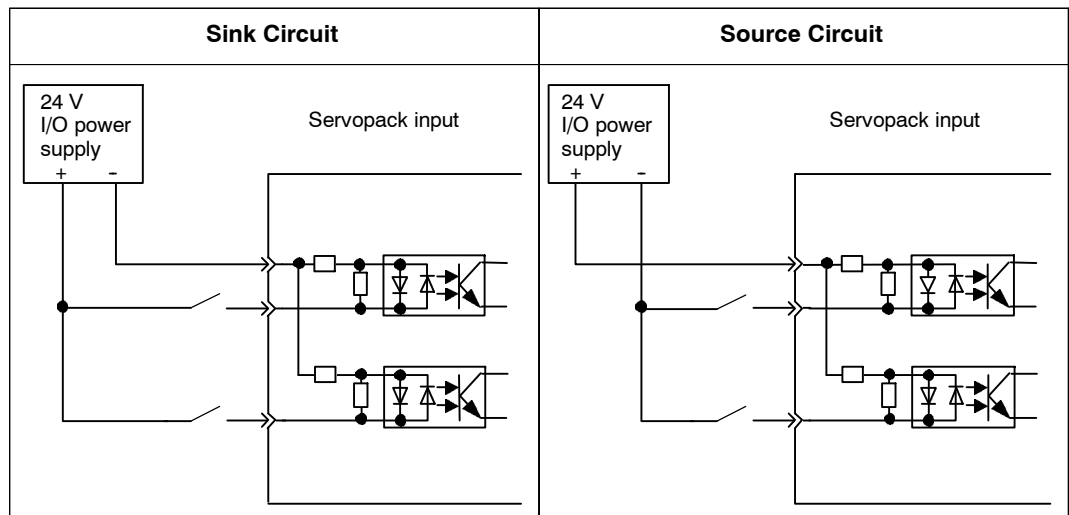 Sink Circuit
Source Circuit
24 V
I/O power
supply
+ -
Servopack input
24 V
I/O power
supply
+ -
Servopack input